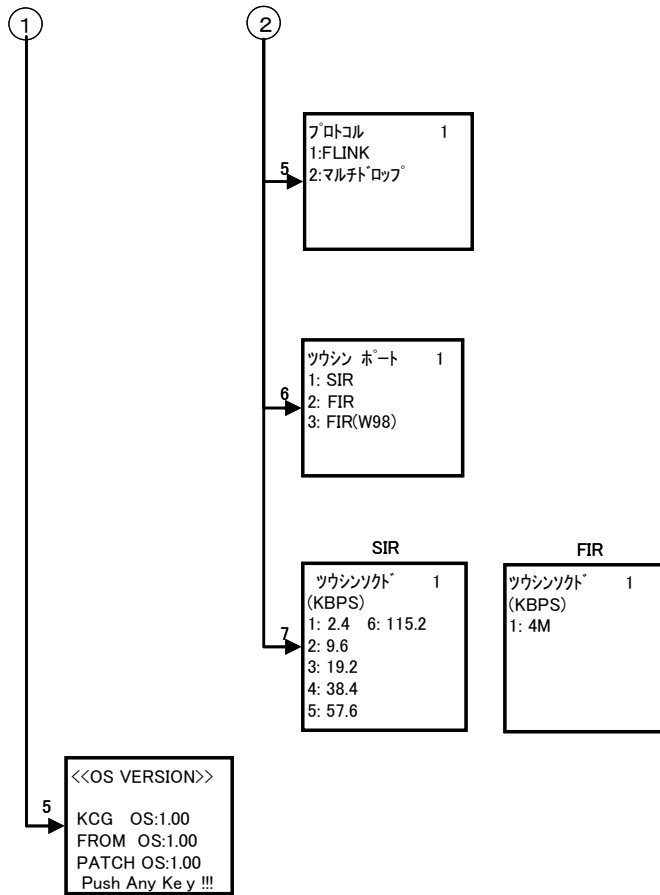 1
2
ﾌﾟﾛﾄｺﾙ 1
1:FLINK
2:ﾏﾙﾁﾄﾞﾛｯﾌﾟ
5
ﾂｳｼﾝ ﾎﾟｰﾄ 1
1: SIR
2: FIR
3: FIR(W98)
6
SIR
ﾂｳｼﾝｿｸﾄﾞ 1
(KBPS)
1: 2.4 6: 115.2
2: 9.6
3: 19.2
4: 38.4
5: 57.6
7
FIR
ﾂｳｼﾝｿｸﾄﾞ 1
(KBPS)
1: 4M
5
<<OS VERSION>>
KCG OS:1.00
FROM OS:1.00
PATCH OS:1.00
Push Any Key !!!